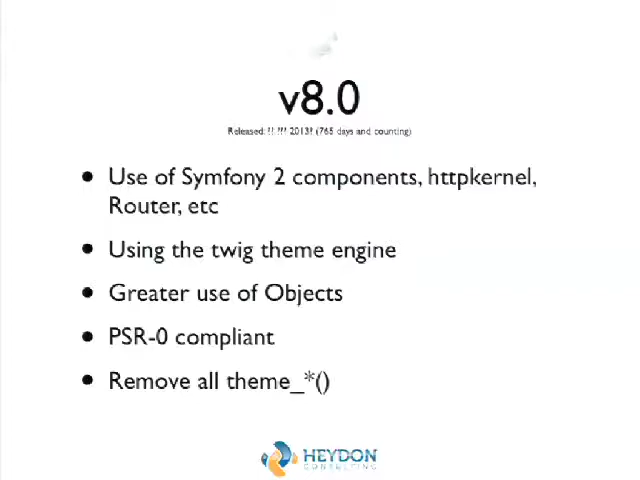 v8.0
Released: ?? ??? 2013? (765 days and counting)
• Use of Symfony 2 components, httpkernel,
Router, etc
• Using the twig theme engine
• Greater use of Objects
• PSR-0 compliant
• Remove all theme_*()
HEYDON
CONSULTING